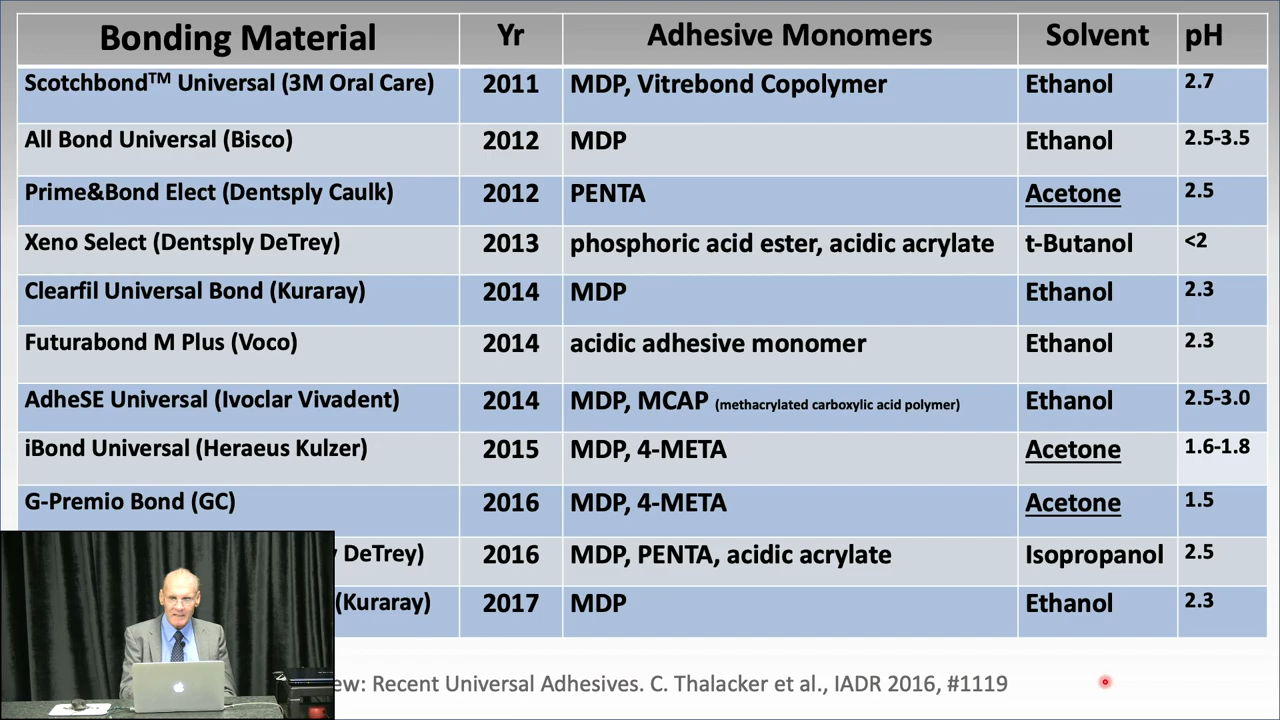 Bonding Material Yr Adhesive Monomers Solvent pH
Scotchbond™ Universal (3M Oral Care) 2011 MDP, Vitrebond Copolymer Ethanol 2.7
All Bond Universal (Bisco) 2012 MDP Ethanol 2.5-3.5
Prime&Bond Elect (Dentsply Caulk) 2012 PENTA Acetone 2.5
Xeno Select (Dentsply DeTrey) 2013 phosphoric acid ester, acidic acrylate t-Butanol <2
Clearfil Universal Bond (Kuraray) 2014 MDP Ethanol 2.3
Futurabond M Plus (Voco) 2014 acidic adhesive monomer Ethanol 2.3
AdheSE Universal (Ivoclar Vivadent) 2014 MDP, MCAP (methacrylated carboxylic acid polymer) Ethanol 2.5-3.0
iBond Universal (Heraeus Kulzer) 2015 MDP, 4-META Acetone 1.6-1.8
G-Premio Bond (GC) 2016 MDP, 4-META Acetone 1.5
DeTrey) 2016 MDP, PENTA, acidic acrylate Isopropanol 2.5
(Kuraray) 2017 MDP Ethanol 2.3
Recent Universal Adhesives. C. Thalacker et al., IADR 2016, #1119